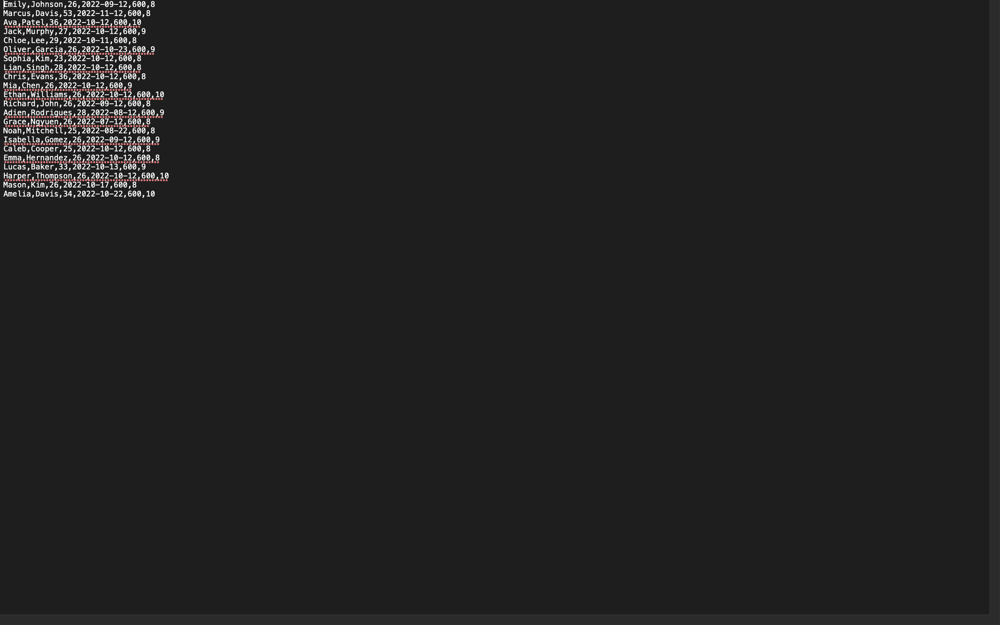 Emily,Johnson,26,2022-09-12,600,8
Marcus,Davis,53,2022-11-12,600,8
Ava,Patel,36,2022-10-12,600,10
Jack,Murphy,27,2022-10-12,600,9
Chloe,Lee,29,2022-10-11,600,8
Oliver,Garcia,26,2022-10-23,600,9
Sophia,Kim,23,2022-10-12,600,8
Lian,Singh,28,2022-10-12,600,8
Chris,Evans,36,2022-10-12,600,8
Mia,Chen,26,2022-10-12,600,9
Ethan,Williams,26,2022-10-12,600,10
Richard,John,26,2022-09-12,600,8
Adien,Rodrigues,28,2022-08-12,600,9
Grace,Ngyuen,26,2022-07-12,600,8
Noah,Mitchell,25,2022-08-22,600,8
Isabella,Gomez,26,2022-09-12,600,9
Caleb,Cooper,25,2022-10-12,600,8
Emma,Hernandez,26,2022-10-12,600,8
Lucas,Baker,33,2022-10-13,600,9
Harper,Thompson,26,2022-10-12,600,10
Mason,Kim,26,2022-10-17,600,8
Amelia,Davis,34,2022-10-22,600,10